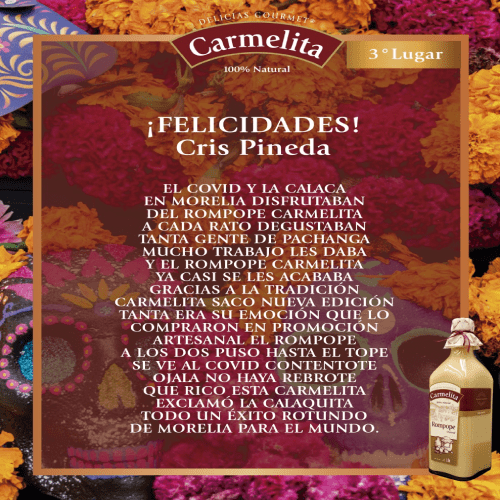 DELICIAS GOURMET
Carmelita
100% Natural
3° Lugar
¡FELICIDADES!
Cris Pineda
EL COVID Y LA CALACA
EN MORELIA DISFRUTABAN
DEL ROMPOPE CARMELITA
A CADA RATO DEGUSTABAN
TANTA GENTE DE PACHANGA
MUCHO TRABAJO LES DABA
Y EL ROMPOPE CARMELITA
YA CASI SE LES ACABABA
GRACIAS A LA TRADICIÓN
CARMELITA SACO NUEVA EDICIÓN
TANTA ERA SU EMOCIÓN QUE LO
COMPRARON EN PROMOCIÓN
ARTESANAL EL ROMPOPE
A LOS DOS PUSO HASTA EL TOPE
SE VE AL COVID CONTENTOTE
OJALA NO HAYA REBROTE
QUE RICO ESTA CARMELITA
EXCLAMÓ LA CALAQUITA
TODO UN ÉXITO ROTUNDO
DE MORELIA PARA EL MUNDO.
Carmelita
Rompope